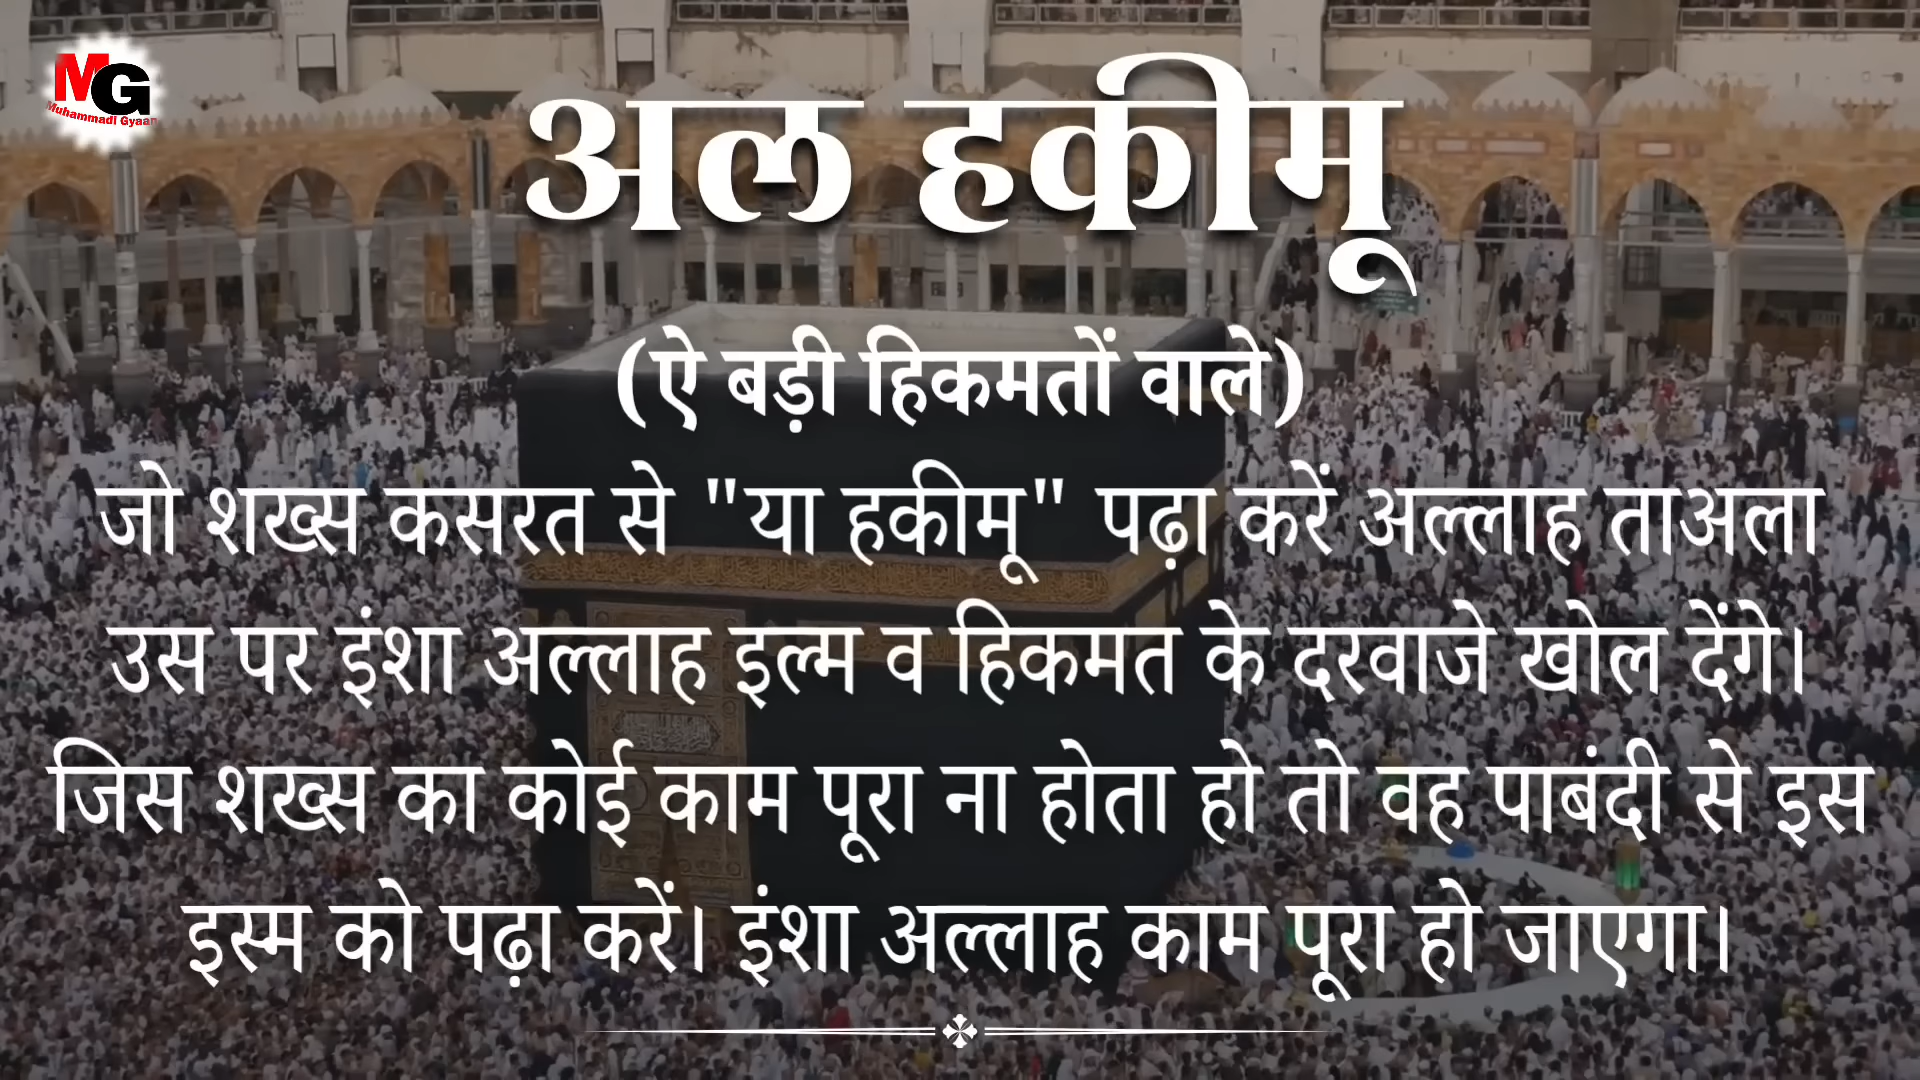 MG
Muhammadi Gyaan
अल हकीमू
(ऐ बड़ी हिकमतों वाले)
जो शख्स कसरत से "या हकीमू" पढ़ा करें अल्लाह ताअला
उस पर इंशा अल्लाह इल्म व हिकमत के दरवाजे खोल देंगे।
जिस शख्स का कोई काम पूरा ना होता हो तो वह पाबंदी से इस
इस्म को पढ़ा करें। इंशा अल्लाह काम पूरा हो जाएगा।